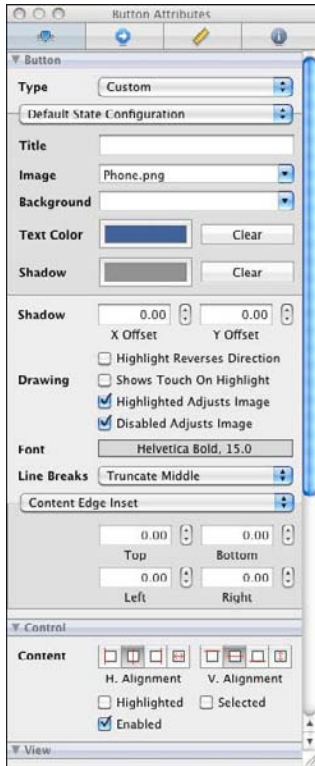 Button Attributes
Button
Type Custom
Default State Configuration
Title
Image Phone.png
Background
Text Color Clear
Shadow Clear
Shadow 0.00 0.00
X Offset Y Offset
Highlight Reverses Direction
Drawing Shows Touch On Highlight
Highlighted Adjusts Image
Disabled Adjusts Image
Font Helvetica Bold, 15.0
Line Breaks Truncate Middle
Content Edge Inset
0.00 0.00
Top Bottom
0.00 0.00
Left Right
Control
Content
H. Alignment V. Alignment
Highlighted Selected
Enabled
View